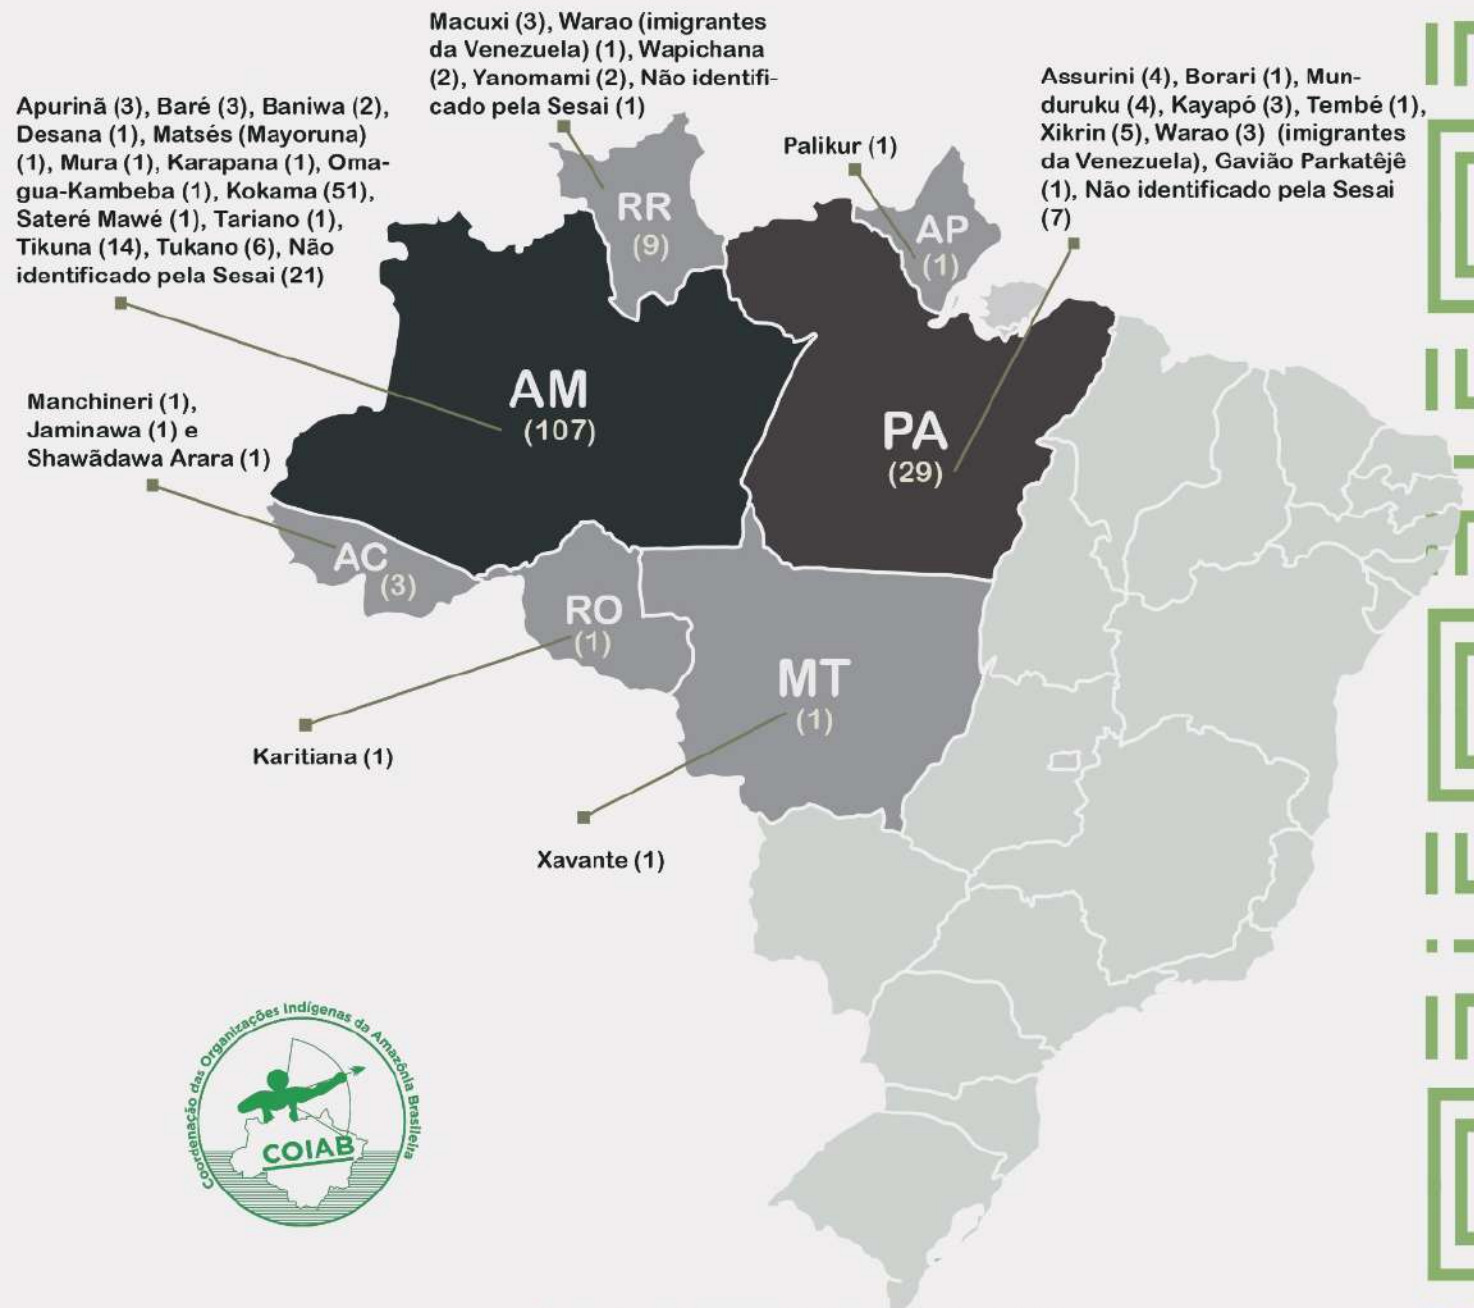 Macuxi (3), Warao (imigrantes
da Venezuela) (1), Wapichana
(2), Yanomami (2), Não identifi-
cado pela Sesai (1)
Assurini (4), Borari (1), Mun-
duruku (4), Kayapó (3), Tembé (1),
Xikrin (5), Warao (3) (imigrantes
da Venezuela), Gavião Parkatêjê
(1), Não identificado pela Sesai
(7)
Apurinã (3), Baré (3), Baniwa (2),
Desana (1), Matsés (Mayoruna)
(1), Mura (1), Karapana (1), Oma-
gua-Kambeba (1), Kokama (51),
Sateré Mawé (1), Tariano (1),
Tikuna (14), Tukano (6), Não
identificado pela Sesai (21)
Palikur (1)
RR
(9)
AP
(1)
AM
(107)
PA
(29)
Manchineri (1),
Jaminawa (1) e
Shawãdawa Arara (1)
AC
(3)
RO
(1)
MT
(1)
Karitiana (1)
Xavante (1)
Coordenação das Organizações Indígenas da Amazônia Brasileira
COIAB